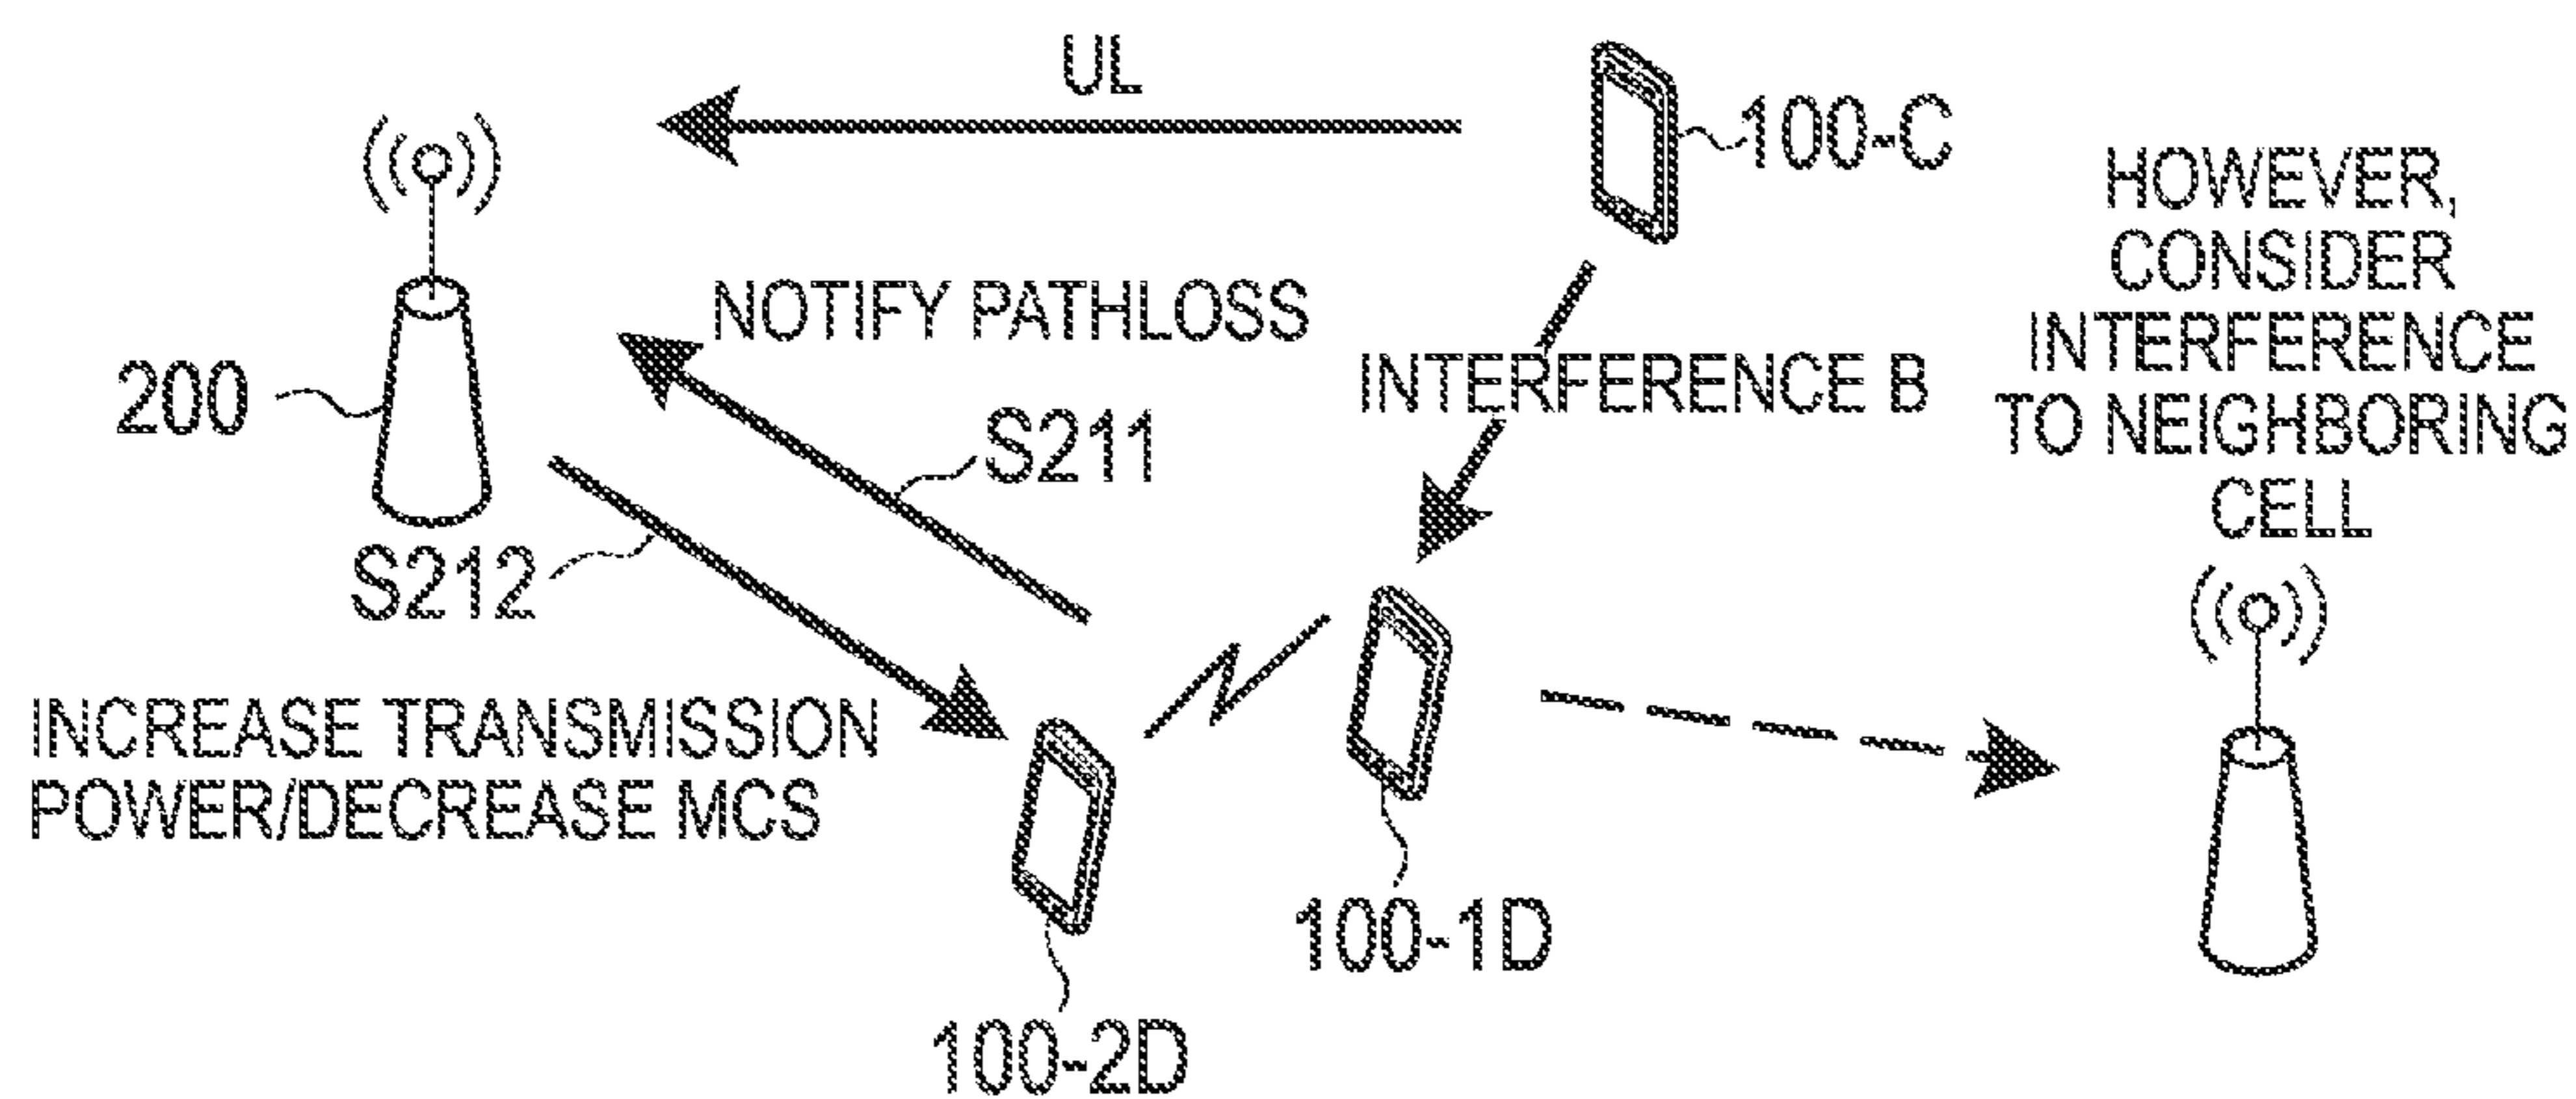 UL
100-C
HOWEVER,
CONSIDER
INTERFERENCE
TO NEIGHBORING
CELL
NOTIFY PATHLOSS
INTERFERENCE B
200
S211
S212
INCREASE TRANSMISSION
POWER/DECREASE MCS
100-1D
100-2D